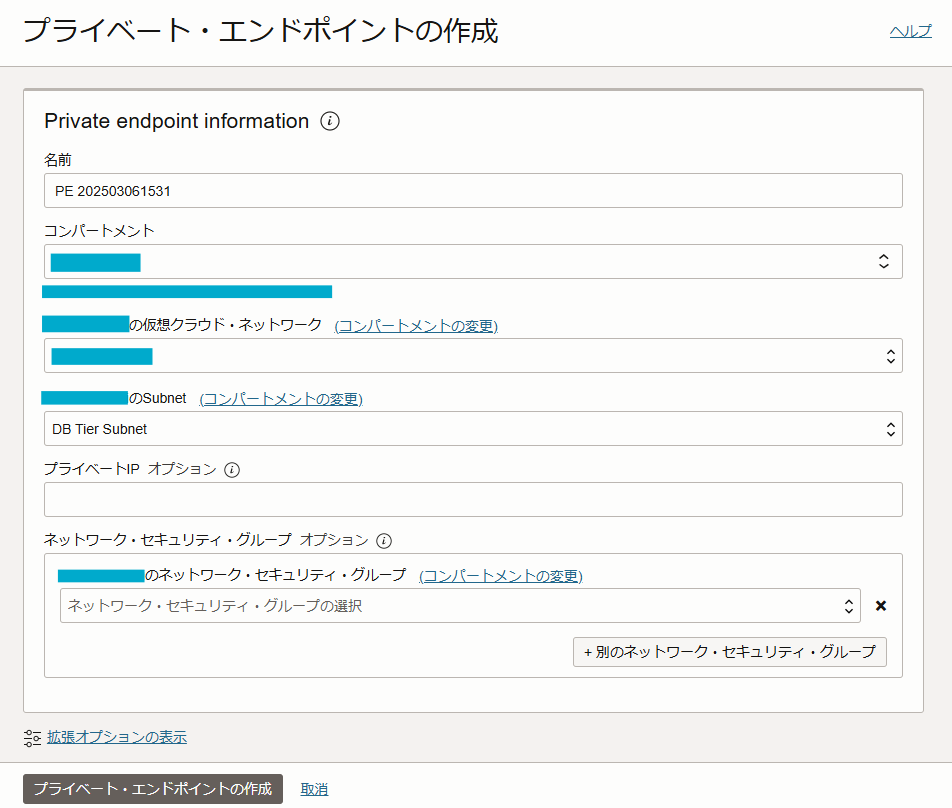 プライベート・エンドポイントの作成
ヘルプ
Private endpoint information
名前
PE 202503061531
コンパートメント
の仮想クラウド・ネットワーク (コンパートメントの変更)
のSubnet (コンパートメントの変更)
DB Tier Subnet
プライベートIP オプション
ネットワーク・セキュリティ・グループ オプション
のネットワーク・セキュリティ・グループ (コンパートメントの変更)
ネットワーク・セキュリティ・グループの選択
+ 別のネットワーク・セキュリティ・グループ
拡張オプションの表示
プライベート・エンドポイントの作成 取消